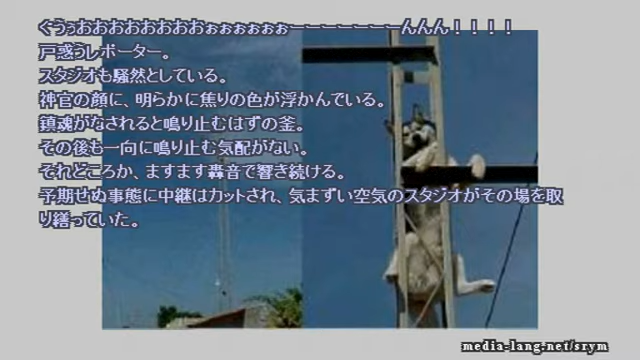 ぐうぅおおおおおおおおおぉぉぉぉぉぉーーーーーーーんんん！！！！
戸惑うレポーター。
スタジオも騒然としている。
神官の顔に、明らかに焦りの色が浮かんでいる。
鎮魂がなされると鳴り止むはずの釜。
その後も一向に鳴り止む気配がない。
それどころか、ますます轟音で響き続ける。
予期せぬ事態に中継はカットされ、気まずい空気のスタジオがその場を取
り繕っていた。
media-lang-net/srym